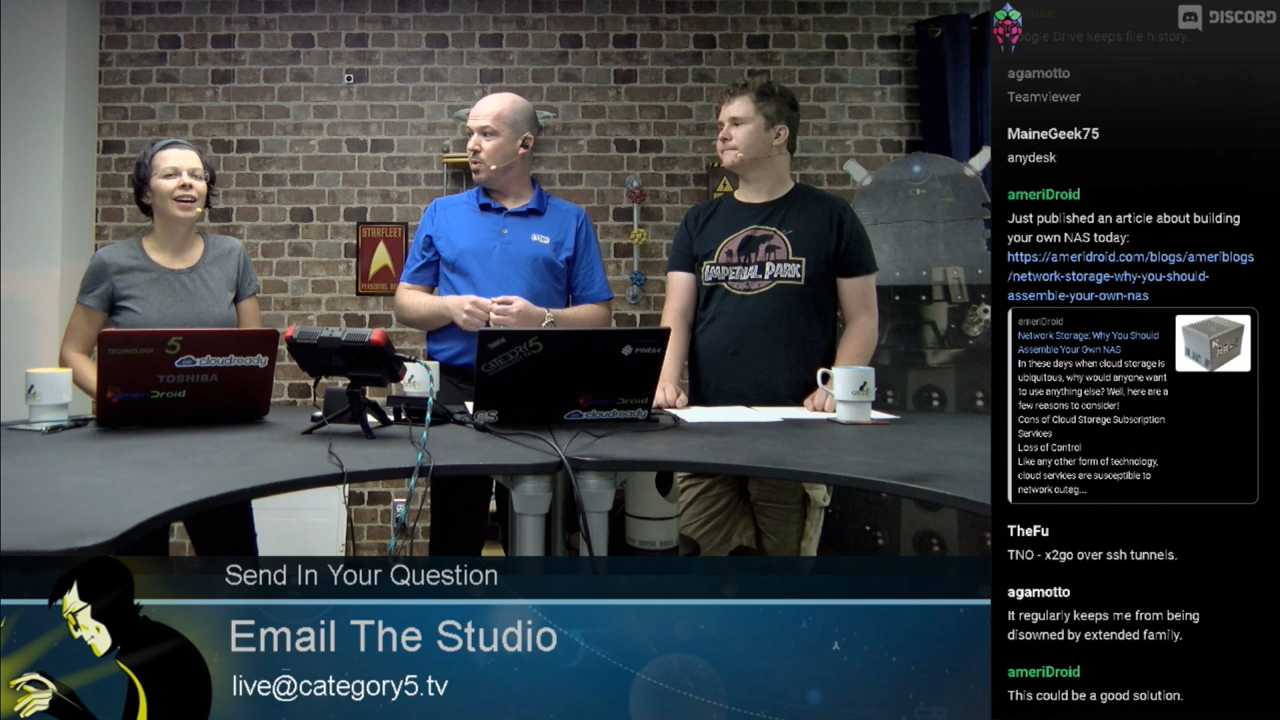 DISCORD
Google Drive keeps file history.
agamotto
Teamviewer
MaineGeek75
anydesk
ameriDroid
Just published an article about building
your own NAS today:
https://ameridroid.com/blogs/ameriblogs
/network-storage-why-you-should-
assemble-your-own-nas
ameriDroid
Network Storage: Why You Should
Assemble Your Own NAS
In these days when cloud storage is
ubiquitous, why would anyone want
to use anything else? Well, here are a
few reasons to consider!
Cons of Cloud Storage Subscription
Services
Loss of Control
Like any other form of technology,
cloud services are susceptible to
network outag...
TheFu
TNO - x2go over ssh tunnels.
agamotto
It regularly keeps me from being
disowned by extended family.
ameriDroid
This could be a good solution.
STARFLEET
PERSONNEL
IMPERIAL PARK
TECHNOLOGY 5
cloudready
TOSHIBA
ameriDroid
CATEGORY5
PINE64
cloudready
Send In Your Question
Email The Studio
live@category5.tv